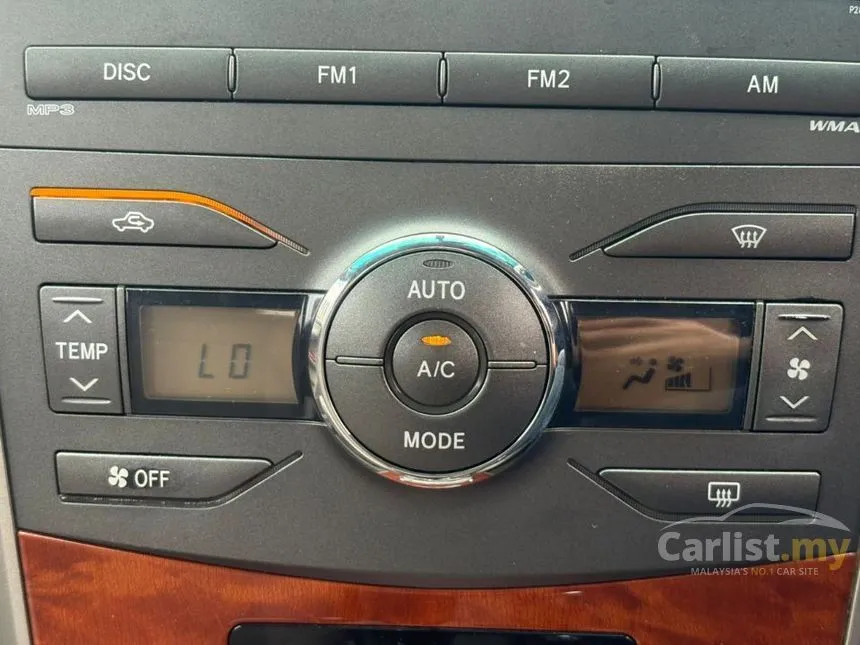 DISC
FM1
FM2
AM
MP3
WMA
AUTO
TEMP
LO
A/C
MODE
OFF
Carlist.my
MALAYSIA'S NO.1 CAR SITE